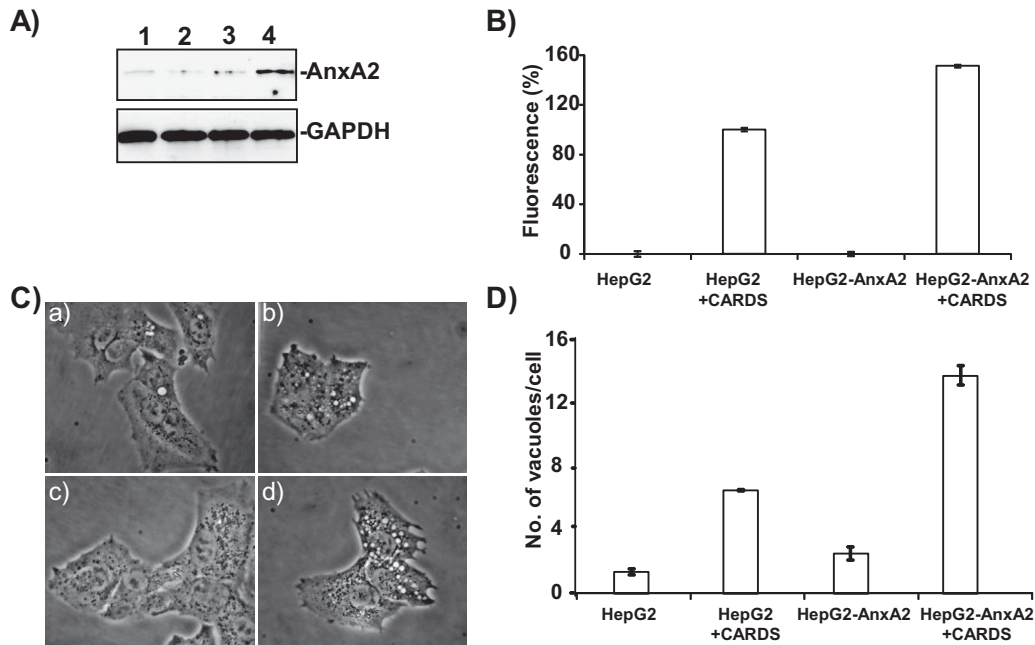 A)
1 2 3 4
-AnxA2
-GAPDH
B)
Fluorescence (%)
160
120
80
40
0
HepG2
HepG2
+CARDS
HepG2-AnxA2
HepG2-AnxA2
+CARDS
C)
a)
b)
c)
d)
D)
No. of vacuoles/cell
16
12
8
4
0
HepG2
HepG2
+CARDS
HepG2-AnxA2
HepG2-AnxA2
+CARDS